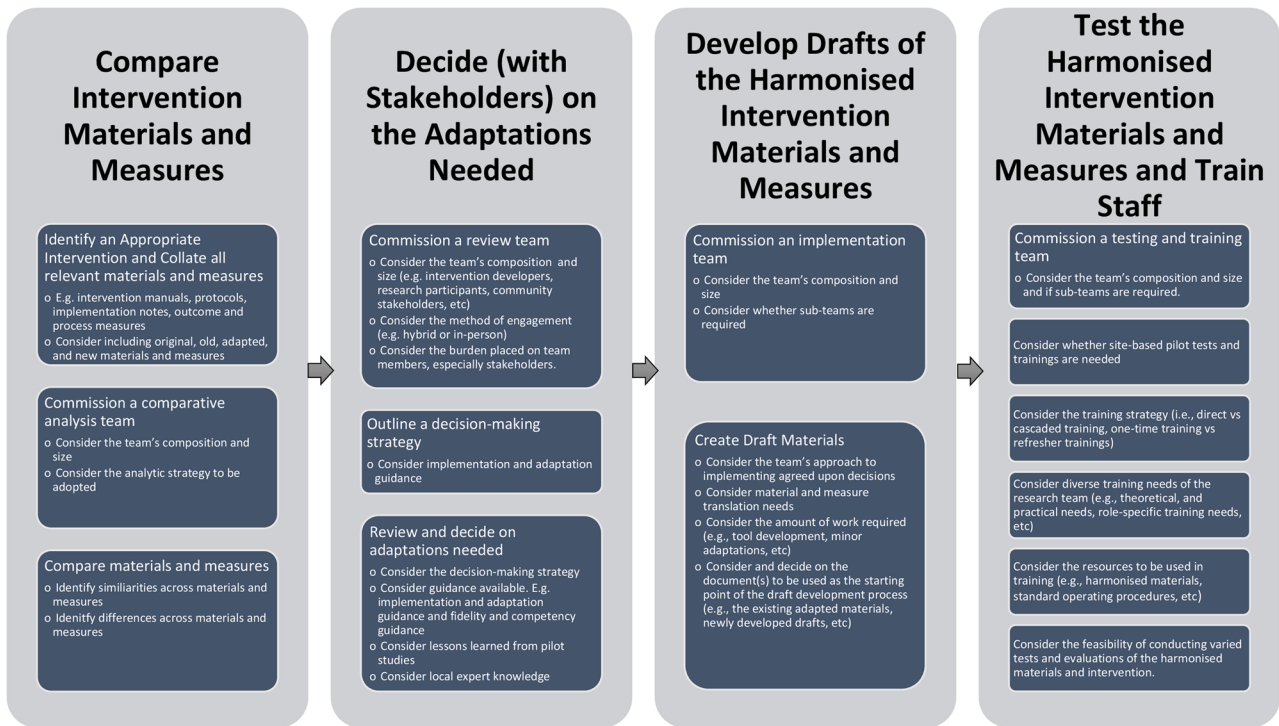 Compare
Intervention
Materials and
Measures
Identify an Appropriate
Intervention and Collate all
relevant materials and measures
o E.g. intervention manuals, protocols,
implementation notes, outcome and
process measures
o Consider including original, old, adapted,
and new materials and measures
Commission a comparative
analysis team
o Consider the team's composition and
size
o Consider the analytic strategy to be
adopted
Compare materials and measures
o Identify similiarities across materials and
measures
o Idneitify differences across materials and
measures
Decide (with
Stakeholders) on
the Adaptations
Needed
Commission a review team
o Consider the team's composition and
size (e.g. intervention developers,
research participants, community
stakeholders, etc)
o Consider the method of engagement
(e.g. hybrid or in-person)
o Consider the burden placed on team
members, especially stakeholders.
Outline a decision-making
strategy
o Consider implementation and adaptation
guidance
Review and decide on
adaptations needed
o Consider the decision-making strategy
o Consider guidance available. E.g.
implementation and adaptation
guidance and fidelity and competency
guidance
o Consider lessons learned from pilot
studies
o Consider local expert knowledge
Develop Drafts of
the Harmonised
Intervention
Materials and
Measures
Commission an implementation
team
o Consider the team's composition and
size
o Consider whether sub-teams are
required
Create Draft Materials
o Consider the team's approach to
implementing agreed upon decisions
o Consider material and measure
translation needs
o Consider the amount of work required
(e.g., tool development, minor
adaptations, etc)
o Consider and decide on the
document(s) to be used as the starting
point of the draft development process
(e.g., the existing adapted materials,
newly developed drafts, etc)
Test the
Harmonised
Intervention
Materials and
Measures and Train
Staff
Commission a testing and training
team
o Consider the team's composition and size
and if sub-teams are required.
Consider whether site-based pilot tests and
trainings are needed
Consider the training strategy (i.e., direct vs
cascaded training, one-time training vs
refresher trainings)
Consider diverse training needs of the
research team (e.g., theoretical, and
practical needs, role-specific training needs,
etc)
Consider the resources to be used in
training (e.g., harmonised materials,
standard operating procedures, etc)
Consider the feasibility of conducting varied
tests and evaluations of the harmonised
materials and intervention.